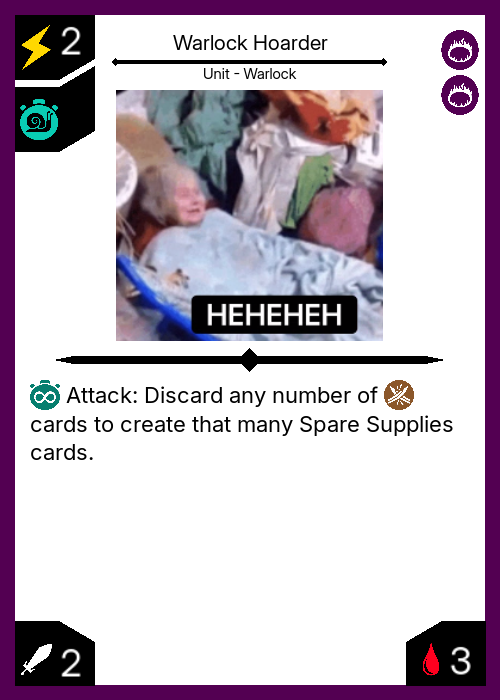 2
Warlock Hoarder
Unit - Warlock
HEHEHEH
Attack: Discard any number of
cards to create that many Spare Supplies
cards.
2
3